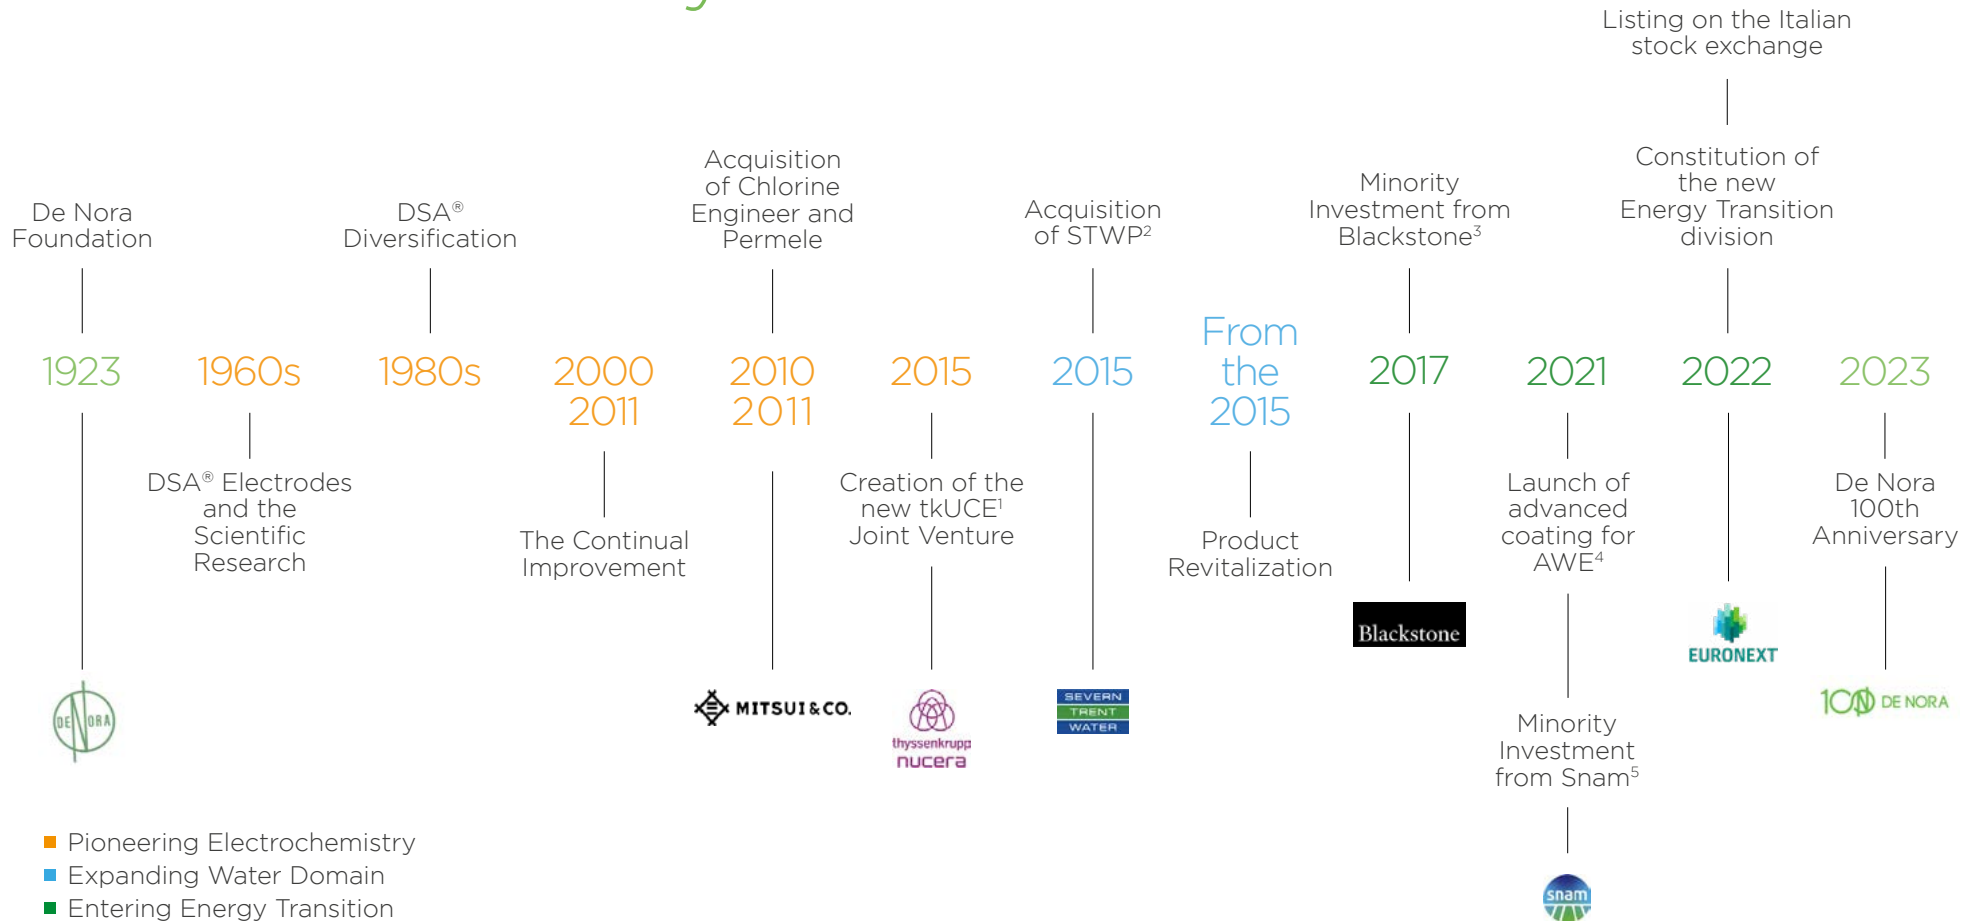 Listing on the Italian
stock exchange
De Nora
Foundation
DSA®
Diversification
Acquisition
of Chlorine
Engineer and
Permele
Acquisition
of STWP²
Minority
Investment from
Blackstone³
Constitution of
the new
Energy Transition
division
1923
1960s
1980s
2000
2011
2010
2011
2015
2015
From
the
2015
2017
2021
2022
2023
DSA® Electrodes
and the
Scientific
Research
The Continual
Improvement
Creation of the
new tkUCE¹
Joint Venture
Product
Revitalization
Launch of
advanced
coating for
AWE⁴
De Nora
100th
Anniversary
Blackstone
EURONEXT
DE NORA
MITSUI & CO.
thyssenkrupp
nucera
SEVERN
TRENT
WATER
Minority
Investment
from Snam⁵
100 DE NORA
snam
Pioneering Electrochemistry
Expanding Water Domain
Entering Energy Transition